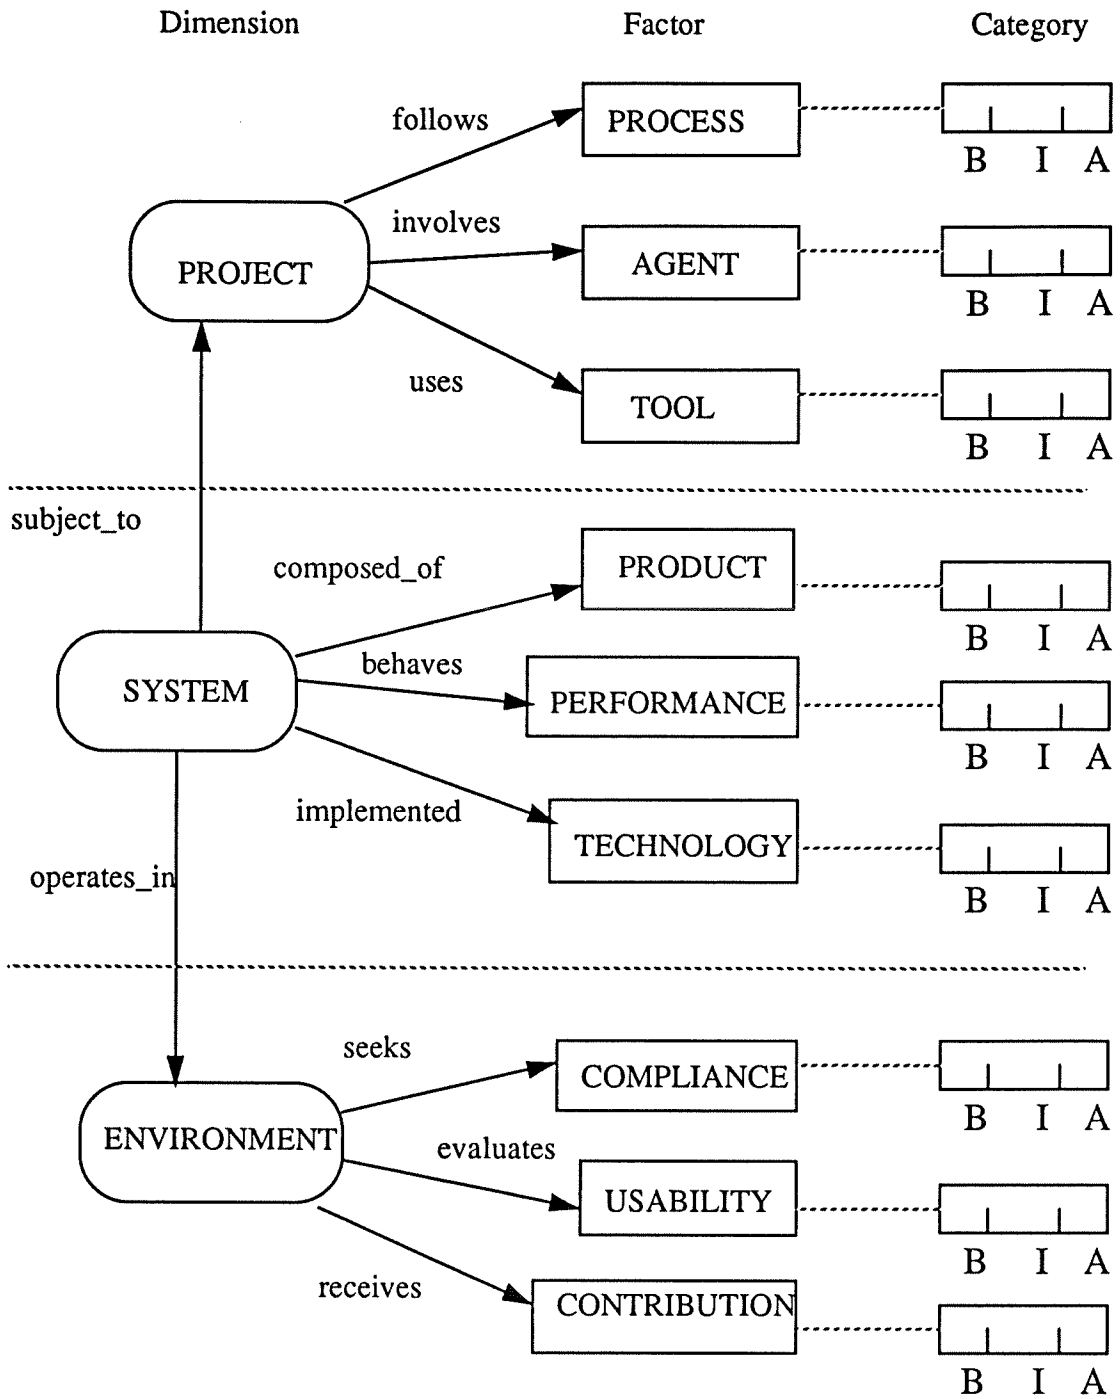 Dimension Factor Category
follows PROCESS
B I A
involves
PROJECT AGENT
B I A
uses TOOL
B I A
subject_to
composed_of PRODUCT
B I A
behaves
SYSTEM PERFORMANCE
B I A
implemented
TECHNOLOGY
operates_in
B I A
seeks
COMPLIANCE
B I A
ENVIRONMENT
evaluates
USABILITY
B I A
receives CONTRIBUTION
B I A